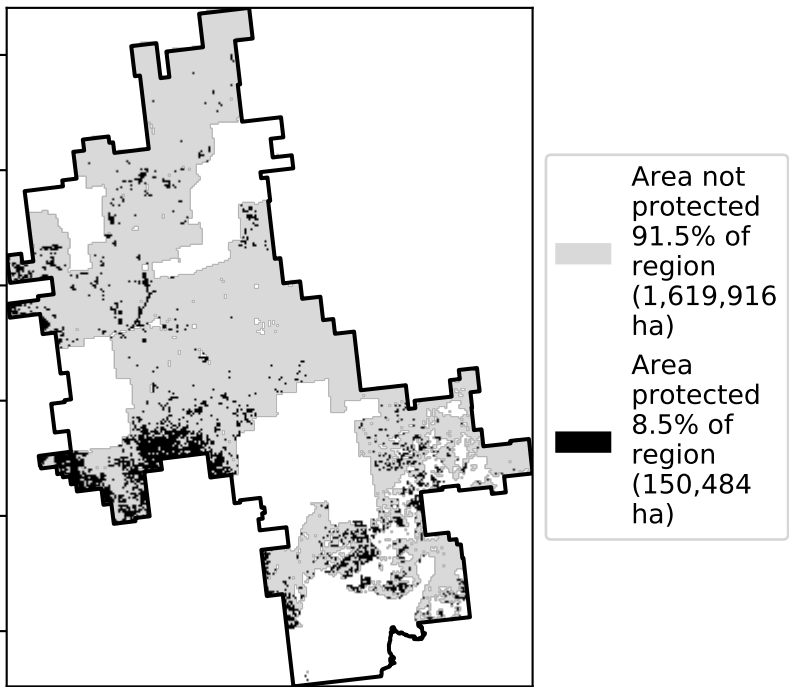 Area not
protected
91.5% of
region
(1,619,916
ha)
Area
protected
8.5% of
region
(150,484
ha)